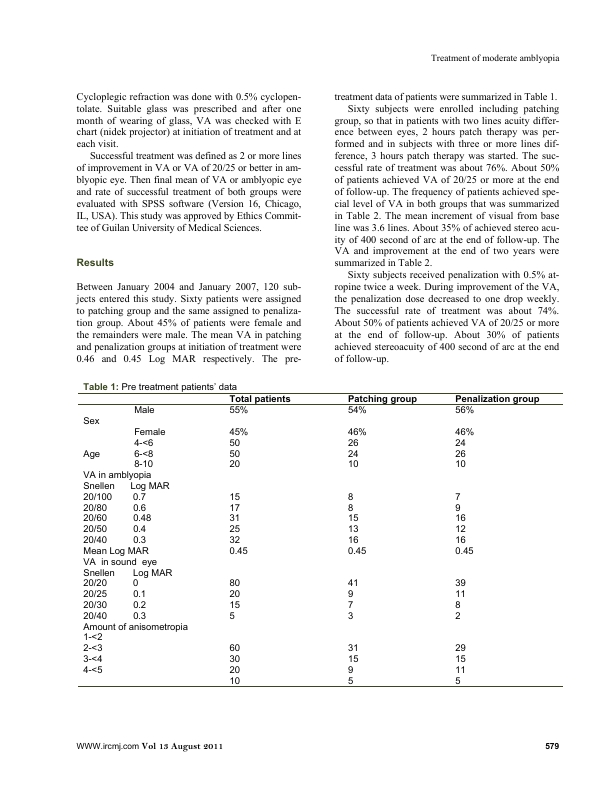 Treatment of moderate amblyopia
Cycloplegic refraction was done with 0.5% cyclopen-
tolate. Suitable glass was prescribed and after one
month of wearing of glass, VA was checked with E
chart (nidek projector) at initiation of treatment and at
each visit.
Successful treatment was defined as 2 or more lines
of improvement in VA or VA of 20/25 or better in am-
blyopic eye. Then final mean of VA or amblyopic eye
and rate of successful treatment of both groups were
evaluated with SPSS software (Version 16, Chicago,
IL, USA). This study was approved by Ethics Commit-
tee of Guilan University of Medical Sciences.
Results
Between January 2004 and January 2007, 120 sub-
jects entered this study. Sixty patients were assigned
to patching group and the same assigned to penaliza-
tion group. About 45% of patients were female and
the remainders were male. The mean VA in patching
and penalization groups at initiation of treatment were
0.46 and 0.45 Log MAR respectively. The pre-
treatment data of patients were summarized in Table 1.
Sixty subjects were enrolled including patching
group, so that in patients with two lines acuity differ-
ence between eyes, 2 hours patch therapy was per-
formed and in subjects with three or more lines dif-
ference, 3 hours patch therapy was started. The suc-
cessful rate of treatment was about 76%. About 50%
of patients achieved VA of 20/25 or more at the end
of follow-up. The frequency of patients achieved spe-
cial level of VA in both groups that was summarized
in Table 2. The mean increment of visual from base
line was 3.6 lines. About 35% of achieved stereo acu-
ity of 400 second of arc at the end of follow-up. The
VA and improvement at the end of two years were
summarized in Table 2.
Sixty subjects received penalization with 0.5% at-
ropine twice a week. During improvement of the VA,
the penalization dose decreased to one drop weekly.
The successful rate of treatment was about 74%.
About 50% of patients achieved VA of 20/25 or more
at the end of follow-up. About 30% of patients
achieved stereoacuity of 400 second of arc at the end
of follow-up.
Table 1: Pre treatment patients' data
Total patients Patching group Penalization group
Male 55% 54% 56%
Sex
Female 45% 46% 46%
4-<6 50 26 24
Age 6-<8 50 24 26
8-10 20 10 10
VA in amblyopia
Snellen Log MAR
20/100 0.7 15 8 7
20/80 0.6 17 8 9
20/60 0.48 31 15 16
20/50 0.4 25 13 12
20/40 0.3 32 16 16
Mean Log MAR 0.45 0.45 0.45
VA in sound eye
Snellen Log MAR
20/20 0 80 41 39
20/25 0.1 20 9 11
20/30 0.2 15 7 8
20/40 0.3 5 3 2
Amount of anisometropia
1-<2
2-<3 60 31 29
3-<4 30 15 15
4-<5 20 9 11
10 5 5
WWW.ircmj.com Vol 13 August 2011 579